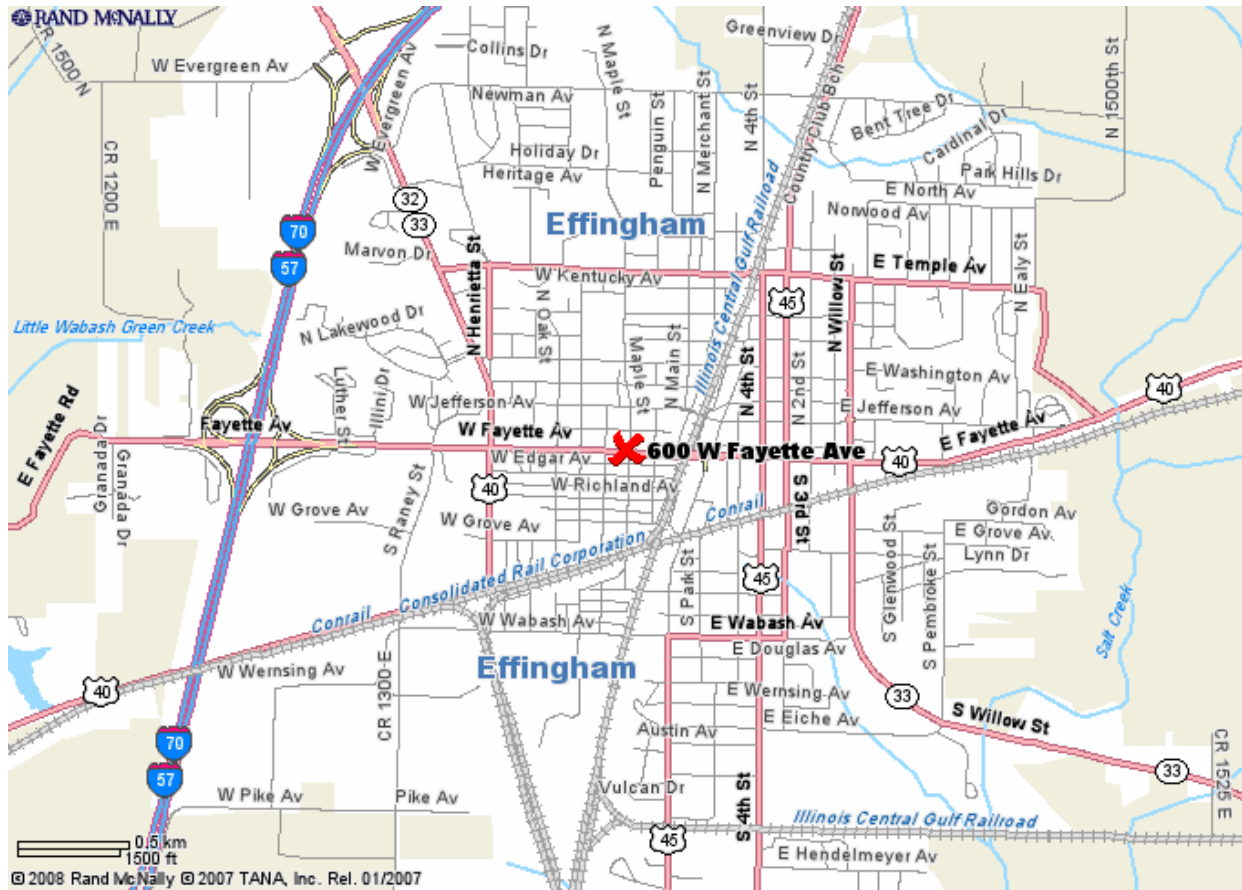 RAND MCNALLY
CR 1500 N
W Evergreen Av
Collins Dr
N Maple St
Greenview Dr
Newman Av
W Evergreen Av
Penguin St
N Merchant St
N 4th St
Country Club Bch
Bent Tree Dr
Cardinal Dr
N 1500th St
CR 1200 E
Holiday Dr
Heritage Av
Park Hills Dr
E North Av
Norwood Av
32
33
Effingham
70
57
Marvon Dr
N Henrietta St
W Kentucky Av
Illinois Central Gulf Railroad
E Temple Av
N Ealy St
45
N Willow St
Little Wabash Green Creek
N Lakewood Dr
N Oak St
Maple St
N Main St
N 4th St
N 2nd St
E Washington Av
40
Luther St
Illini Dr
W Jefferson Av
E Jefferson Av
E Fayette Rd
Fayette Av
W Fayette Av
600 W Fayette Ave
E Fayette Av
W Edgar Av
40
Grapevine
Granada Dr
W Richland Av
40
S 3rd St
W Grove Av
S Raney St
W Grove Av
Conrail
Gordon Av
E Grove Av.
Lynn Dr
Conrail
Consolidated Rail Corporation
S Park St
45
S Glenwood St
S Pembroke St
Salt Creek
W Wabash Av
E Wabash Av
E Douglas Av
W Wernsing Av
Effingham
40
CR 1300 E
E Wernsing Av
E Eiche Av
33
S Willow St
70
57
Austin Av
33
CR 1525 E
W Pike Av
Pike Av
Vulcan Dr
S 4th St
Illinois Central Gulf Railroad
45
E Hendelmeyer Av
0.5 km
1500 ft
© 2008 Rand McNally © 2007 TANA, Inc. Rel. 01/2007